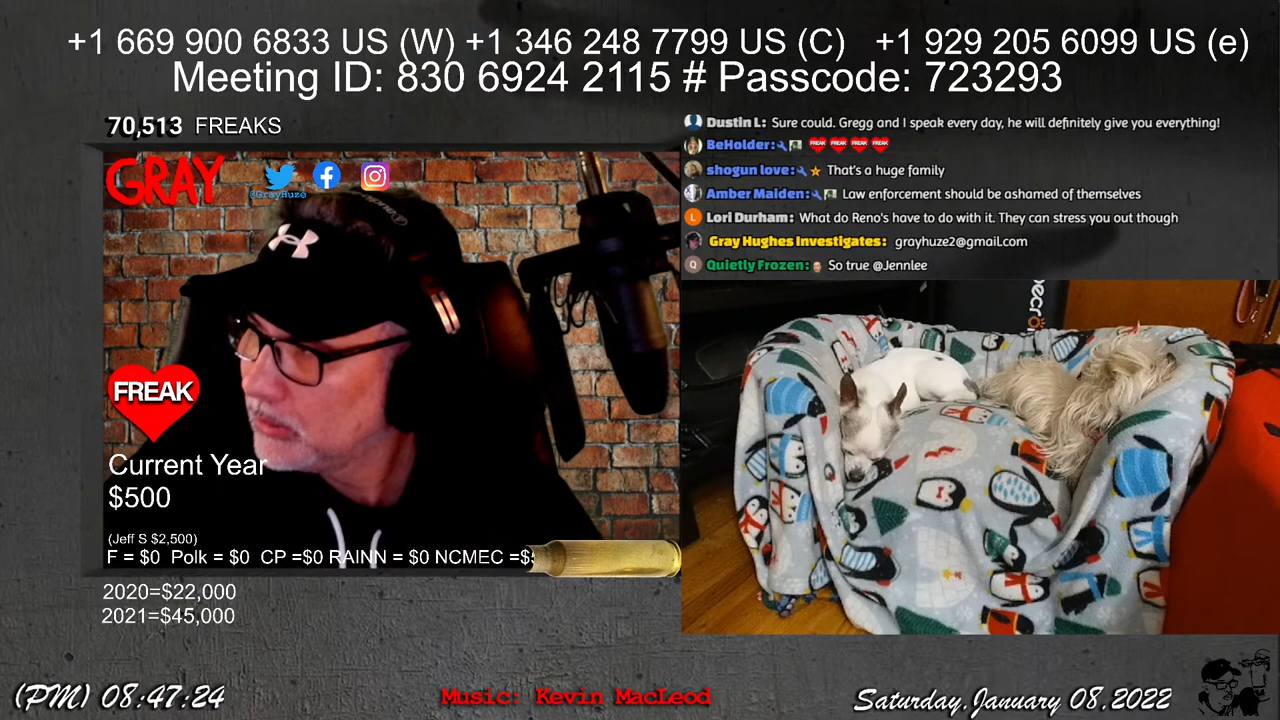 +1 669 900 6833 US (W) +1 346 248 7799 US (C) +1 929 205 6099 US (e)
Meeting ID: 830 6924 2115 # Passcode: 723293
70,513 FREAKS
GRAY
@GrayHuze
FREAK
Current Year
$500
(Jeff S $2,500)
F = $0 Polk = $0 CP =$0 RAINN = $0 NCMEC =$
2020=$22,000
2021=$45,000
Dustin L: Sure could. Gregg and I speak every day, he will definitely give you everything!
BeHolder: FREAK FREAK FREAK FREAK
shogun love: That's a huge family
Amber Maiden: Law enforcement should be ashamed of themselves
Lori Durham: What do Reno's have to do with it. They can stress you out though
Gray Hughes Investigates: grayhuze2@gmail.com
Quietly Frozen: So true @Jennlee
(PM) 08:47:24
Music: Kevin MacLeod
Saturday, January 08, 2022